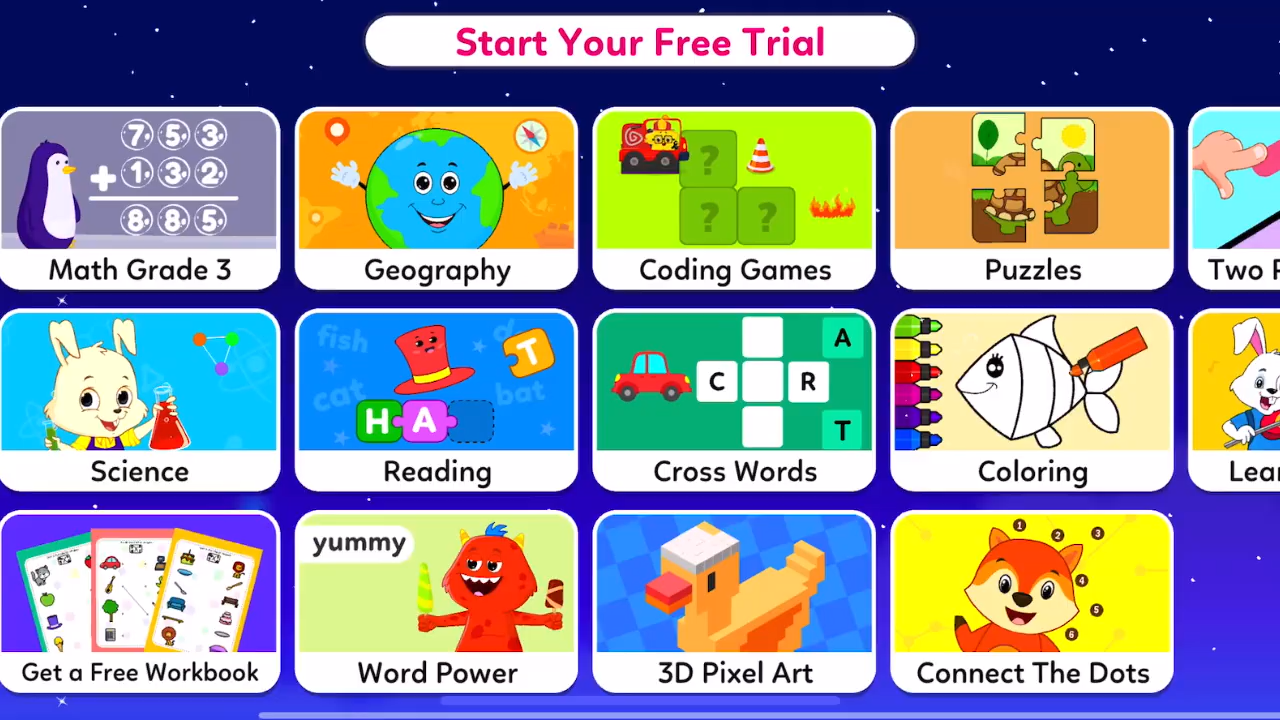 Start Your Free Trial
7 5 3
+ 1 3 2
8 8 5
Math Grade 3
Geography
? ? ?
Coding Games
Puzzles
Two
Science
fish
cat
bat
T
H A
Reading
A
C R
T
Cross Words
Coloring
Lear
Get a Free Workbook
yummy
Word Power
3D Pixel Art
1 2 3 4 5 6
Connect The Dots